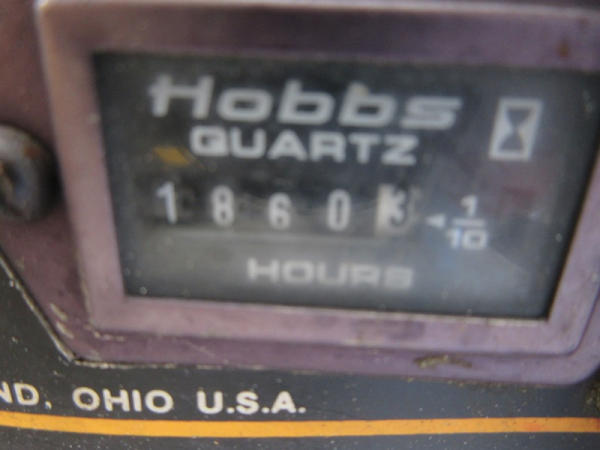 Hobbs
QUARTZ
1 8 6 0 3 1/10
HOURS
ND, OHIO U.S.A.